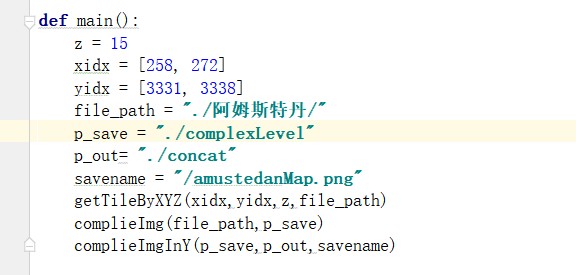 def main():
    z = 15
    xidx = [258, 272]
    yidx = [3331, 3338]
    file_path = "./阿姆斯特丹/"
    p_save = "./complexLevel"
    p_out= "./concat"
    savename = "/amustedanMap.png"
    getTileByXYZ(xidx,yidx,z,file_path)
    complieImg(file_path,p_save)
    complieImgInY(p_save,p_out,savename)